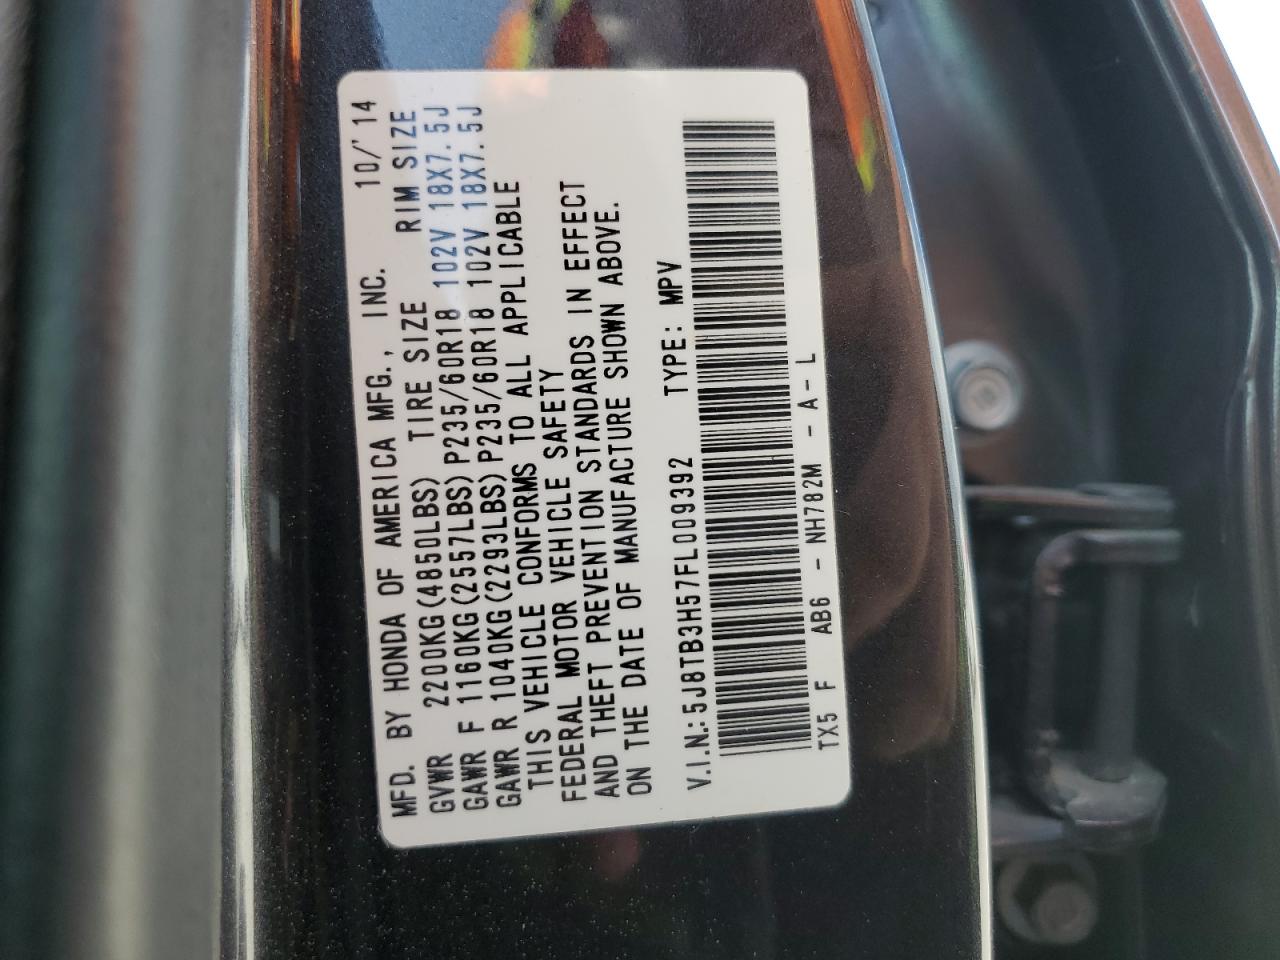 MFD. BY HONDA OF AMERICA MFG., INC. 10/'14
GVWR 2200KG(4850LBS) TIRE SIZE RIM SIZE
GAWR F 1160KG(2557LBS)P235/60R18 102V 18X7.5J
GAWR R 1040KG(2293LBS)P235/60R18 102V 18X7.5J
THIS VEHICLE CONFORMS TO ALL APPLICABLE
FEDERAL MOTOR VEHICLE SAFETY
AND THEFT PREVENTION STANDARDS IN EFFECT
ON THE DATE OF MANUFACTURE SHOWN ABOVE.
V.I.N.:5J8TB3H57FL009392 TYPE: MPV
TX5 F AB6 - NH782M - A - L